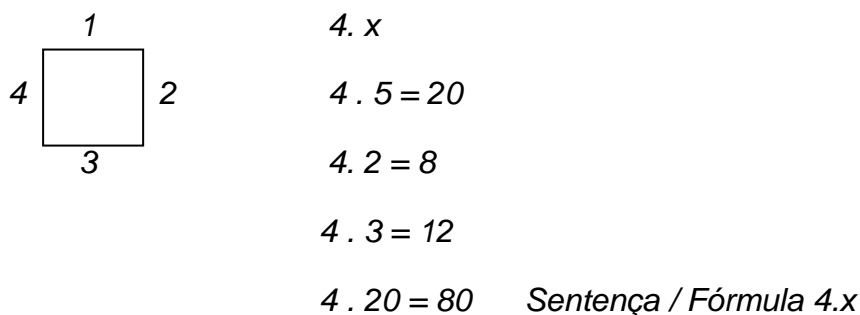 1 4. x
4 2 4 . 5 = 20
3 4. 2 = 8
4 . 3 = 12
4 . 20 = 80 Sentença / Fórmula 4.x